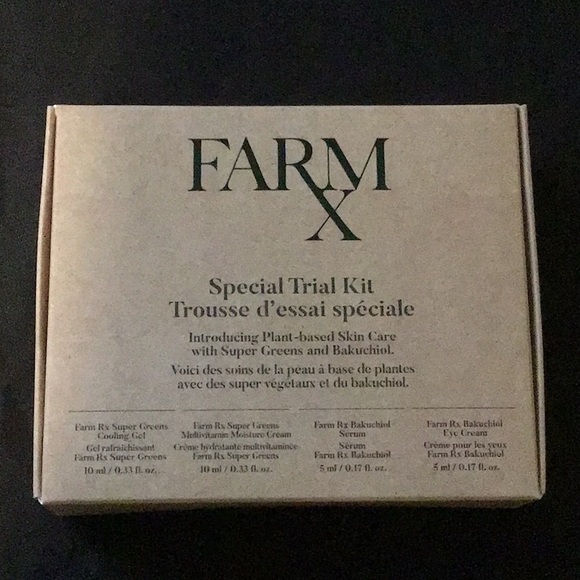 FARM
X
Special Trial Kit
Trousse d'essai spéciale
Introducing Plant-based Skin Care
with Super Greens and Bakuchiol.
Voici des soins de la peau à base de plantes
avec des super végétaux et du bakuchiol.
Farm Rx Super Greens
Cooling Gel
Gel rafraîchissant
Farm Rx Super Greens
10 ml / 0.33 fl. oz.
Farm Rx Super Greens
Multivitamin Moisture Cream
Crème hydratante multivitaminée
Farm Rx Super Greens
10 ml / 0.33 fl. oz.
Farm Rx Bakuchiol
Serum
Sérum
Farm Rx Bakuchiol
5 ml / 0.17 fl. oz.
Farm Rx Bakuchiol
Eye Cream
Crème pour les yeux
Farm Rx Bakuchiol
5 ml / 0.17 fl. oz.